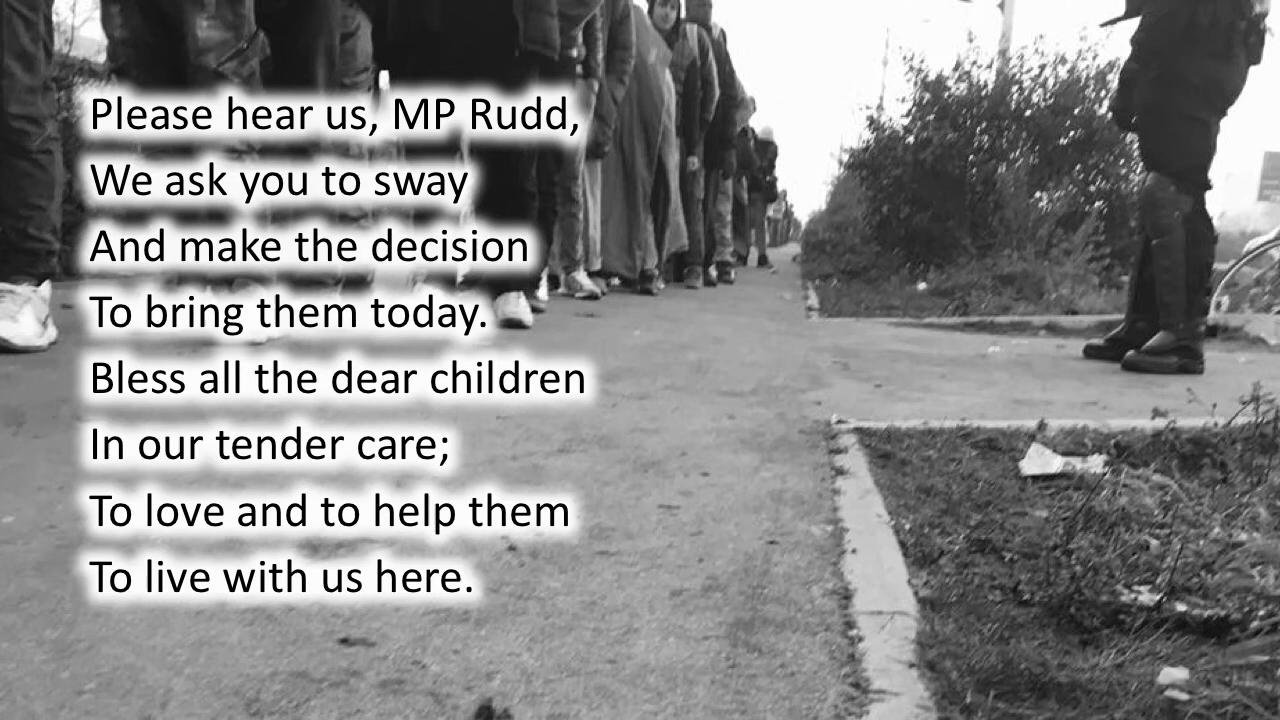 Please hear us, MP Rudd,
We ask you to sway
And make the decision
To bring them today.
Bless all the dear children
In our tender care;
To love and to help them
To live with us here.